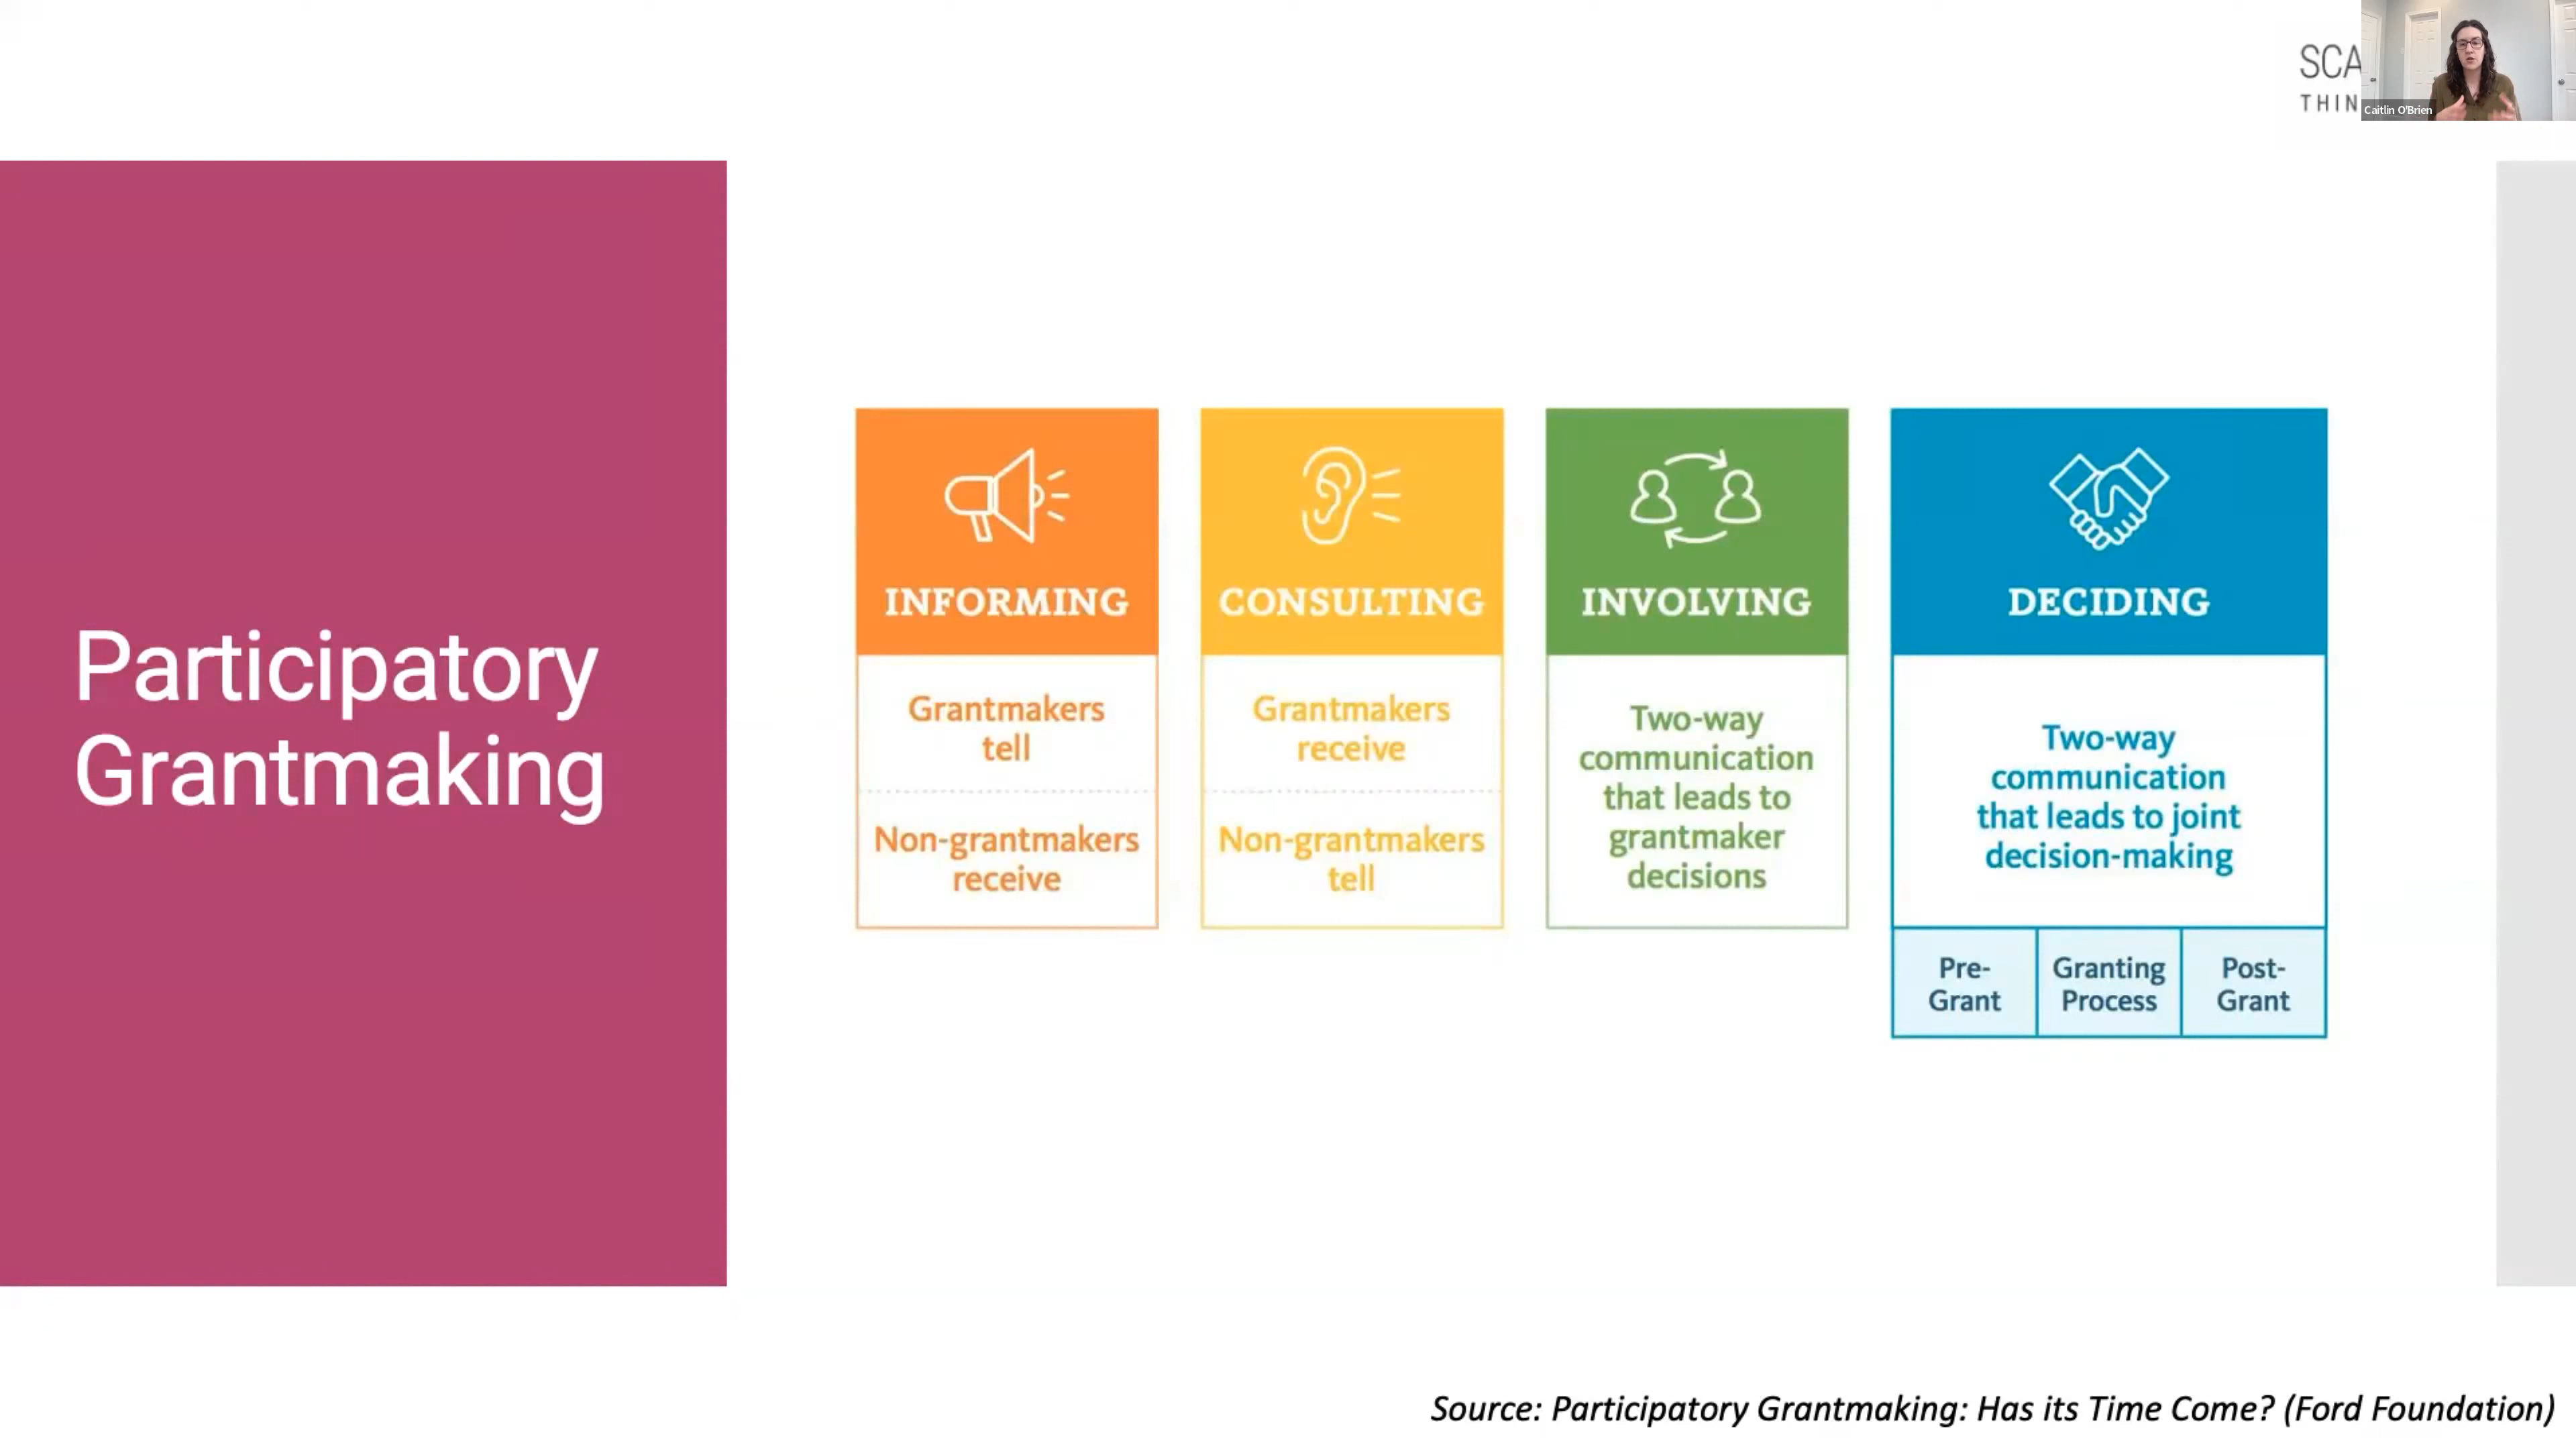 SCA
THIN
Caitlin O'Brien
Participatory
Grantmaking
INFORMING
Grantmakers
tell
Non-grantmakers
receive
CONSULTING
Grantmakers
receive
Non-grantmakers
tell
INVOLVING
Two-way
communication
that leads to
grantmaker
decisions
DECIDING
Two-way
communication
that leads to joint
decision-making
Pre-
Grant
Granting
Process
Post-
Grant
Source: Participatory Grantmaking: Has its Time Come? (Ford Foundation)